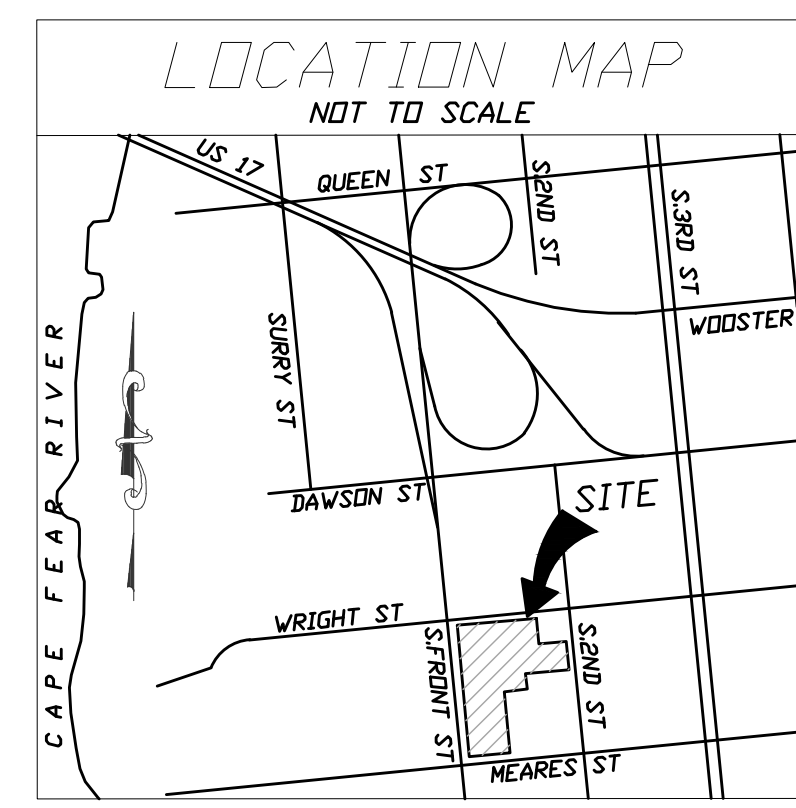 LOCATION MAP
NOT TO SCALE
US 17
QUEEN ST
S.2ND ST
S.3RD ST
WOOSTER
SURRY ST
CAPE FEAR RIVER
DAWSON ST
SITE
WRIGHT ST
S.FRONT ST
S.2ND ST
MEARES ST